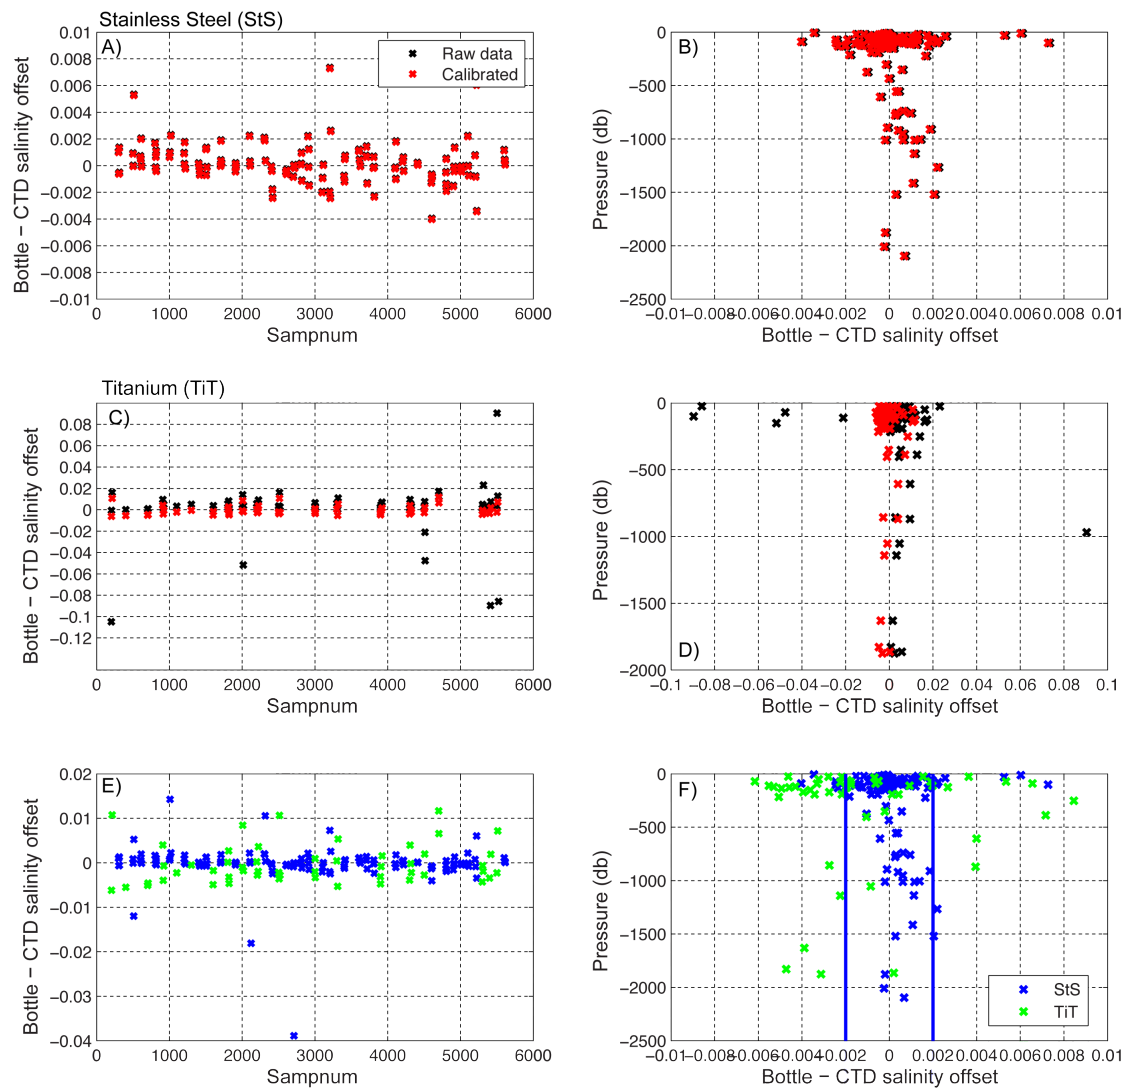 Stainless Steel (StS)
A)
Raw data
Calibrated
0.01
0.008
0.006
0.004
0.002
0
−0.002
−0.004
−0.006
−0.008
−0.01
Bottle − CTD salinity offset
0 1000 2000 3000 4000 5000 6000
Sampnum
B)
0
−500
−1000
−1500
−2000
−2500
Pressure (db)
−0.01 −0.008 −0.006 −0.004 −0.002 0 0.002 0.004 0.006 0.008 0.01
Bottle − CTD salinity offset
Titanium (TiT)
C)
0.08
0.06
0.04
0.02
0.00
−0.02
−0.04
−0.06
−0.08
−0.1
−0.12
Bottle − CTD salinity offset
0 1000 2000 3000 4000 5000 6000
Sampnum
D)
0
−500
−1000
−1500
−2000
Pressure (db)
−0.1 −0.08 −0.06 −0.04 −0.02 0 0.02 0.04 0.06 0.08 0.1
Bottle − CTD salinity offset
E)
0.02
0.01
0
−0.01
−0.02
−0.03
−0.04
Bottle − CTD salinity offset
0 1000 2000 3000 4000 5000 6000
Sampnum
F)
StS
TiT
0
−500
−1000
−1500
−2000
−2500
Pressure (db)
−0.01 −0.008 −0.006 −0.004 −0.002 0 0.002 0.004 0.006 0.008 0.01
Bottle − CTD salinity offset